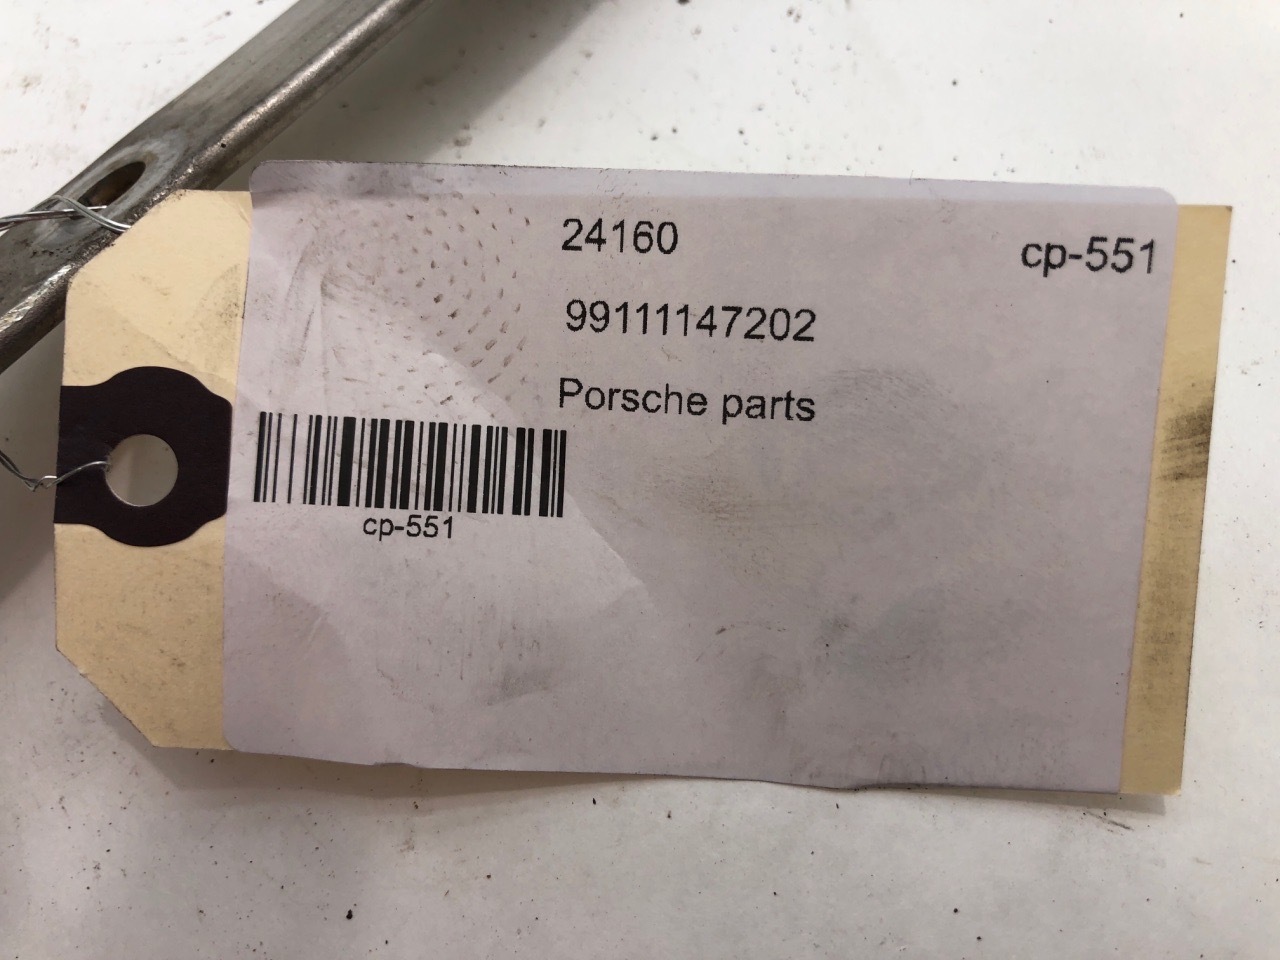 24160
cp-551
99111147202
Porsche parts
cp-551